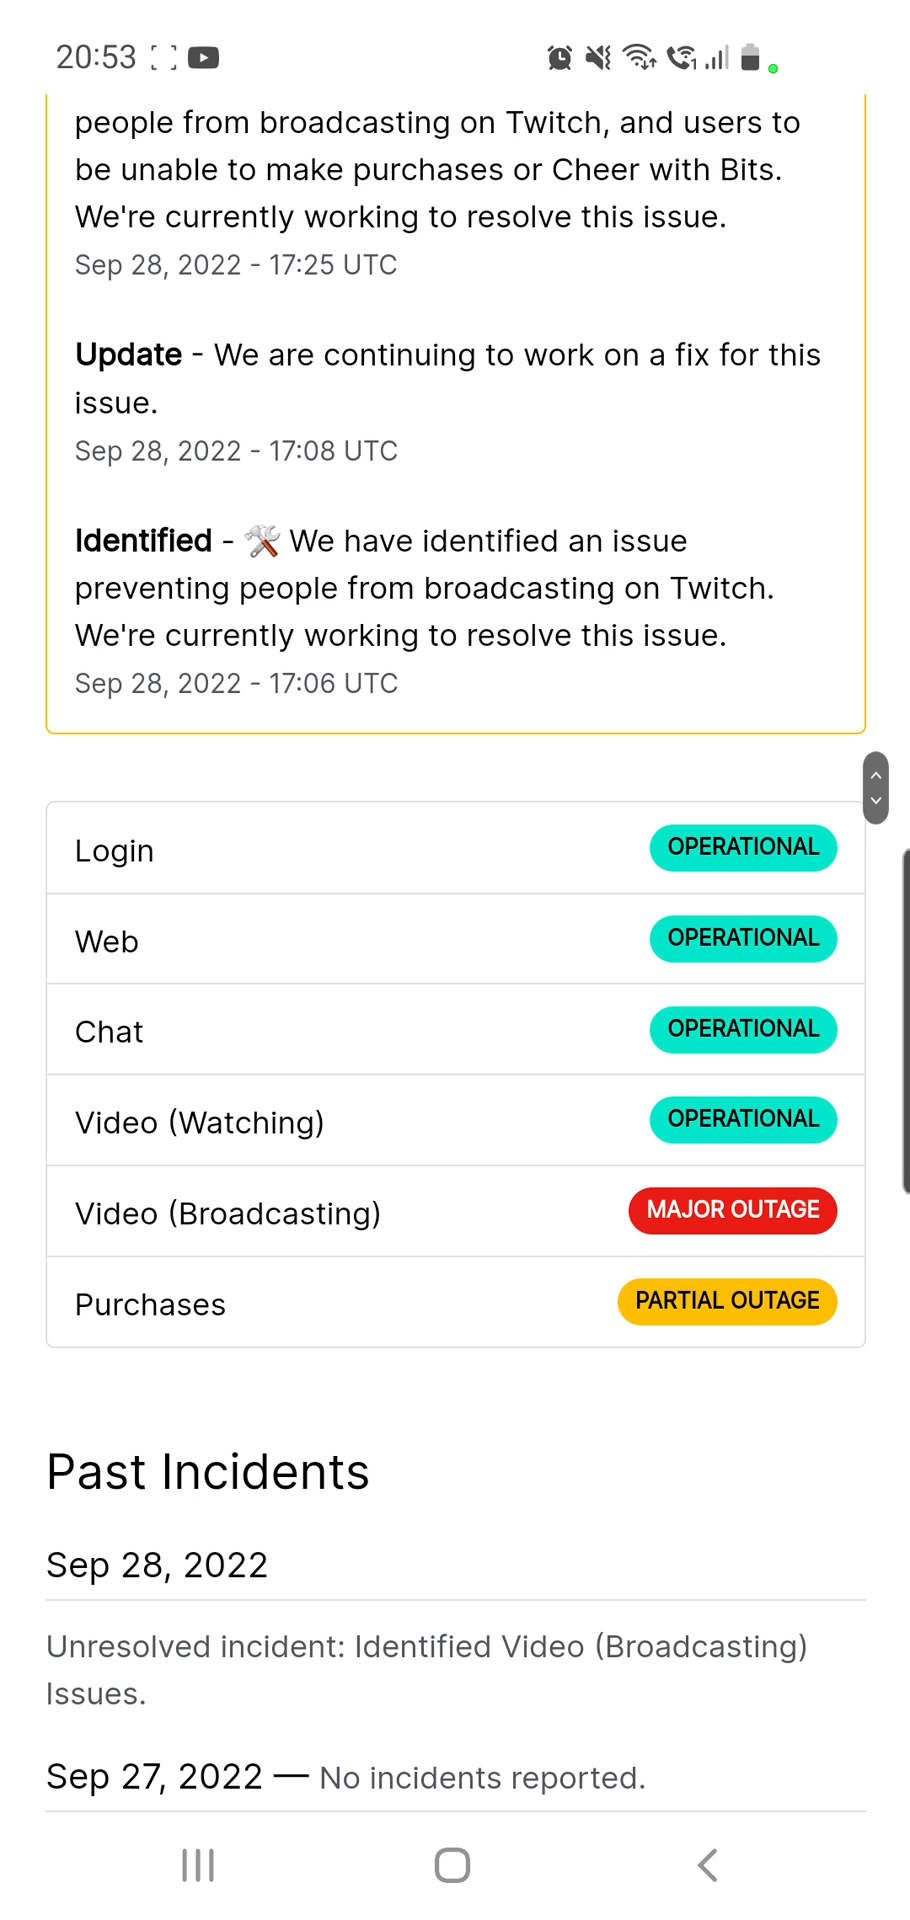 20:53
people from broadcasting on Twitch, and users to
be unable to make purchases or Cheer with Bits.
We're currently working to resolve this issue.
Sep 28, 2022 - 17:25 UTC
Update - We are continuing to work on a fix for this
issue.
Sep 28, 2022 - 17:08 UTC
Identified - 🛠 We have identified an issue
preventing people from broadcasting on Twitch.
We're currently working to resolve this issue.
Sep 28, 2022 - 17:06 UTC
Login OPERATIONAL
Web OPERATIONAL
Chat OPERATIONAL
Video (Watching) OPERATIONAL
Video (Broadcasting) MAJOR OUTAGE
Purchases PARTIAL OUTAGE
Past Incidents
Sep 28, 2022
Unresolved incident: Identified Video (Broadcasting)
Issues.
Sep 27, 2022 — No incidents reported.